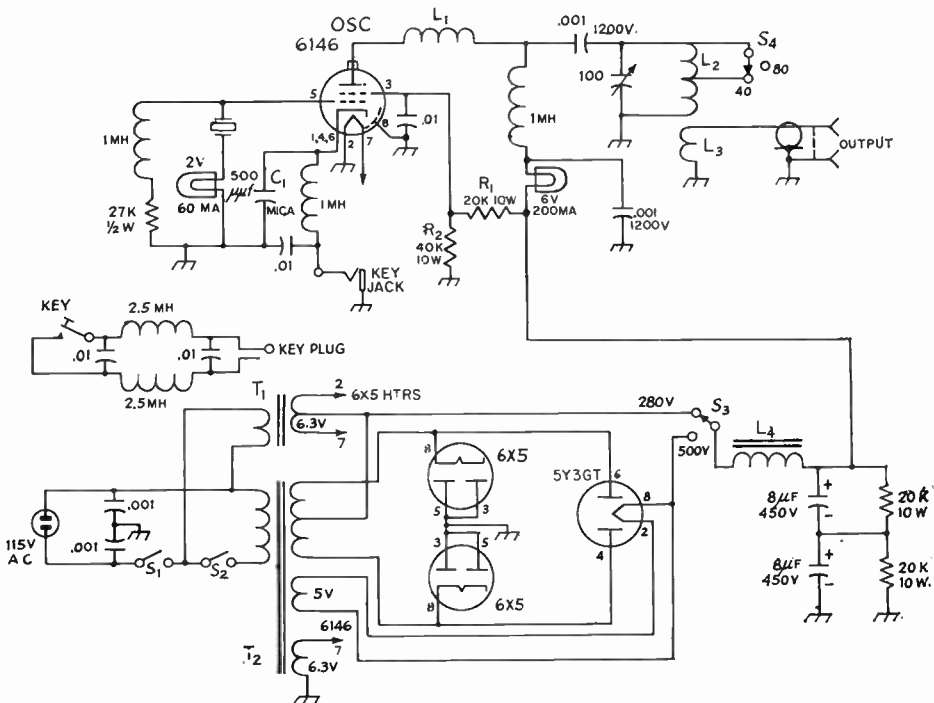 OSC
6146
L1
.001
1200V.
S4
80
40
L2
100
5
3
8
1,4,6
2
7
.01
1MH
1MH
L3
OUTPUT
1MH
2V
60 MA
500
μμf
C1
MICA
27K
1/2 W
.01
KEY
JACK
R1
20K 10W
R2
40K
10W
6V
200MA
.001
1200V
KEY
2.5 MH
.01
.01
KEY PLUG
2.5MH
T1
2
6X5 HTRS
6.3V
7
280V
S3
500V
L4
8
6X5
5
3
5Y3GT
6
8
2
4
3
5
6X5
8
115V
AC
.001
.001
S1
S2
5V
6146
7
6.3V
T2
+
8μF
450V
-
20K
10W
+
8μF
450V
-
20K
10W.